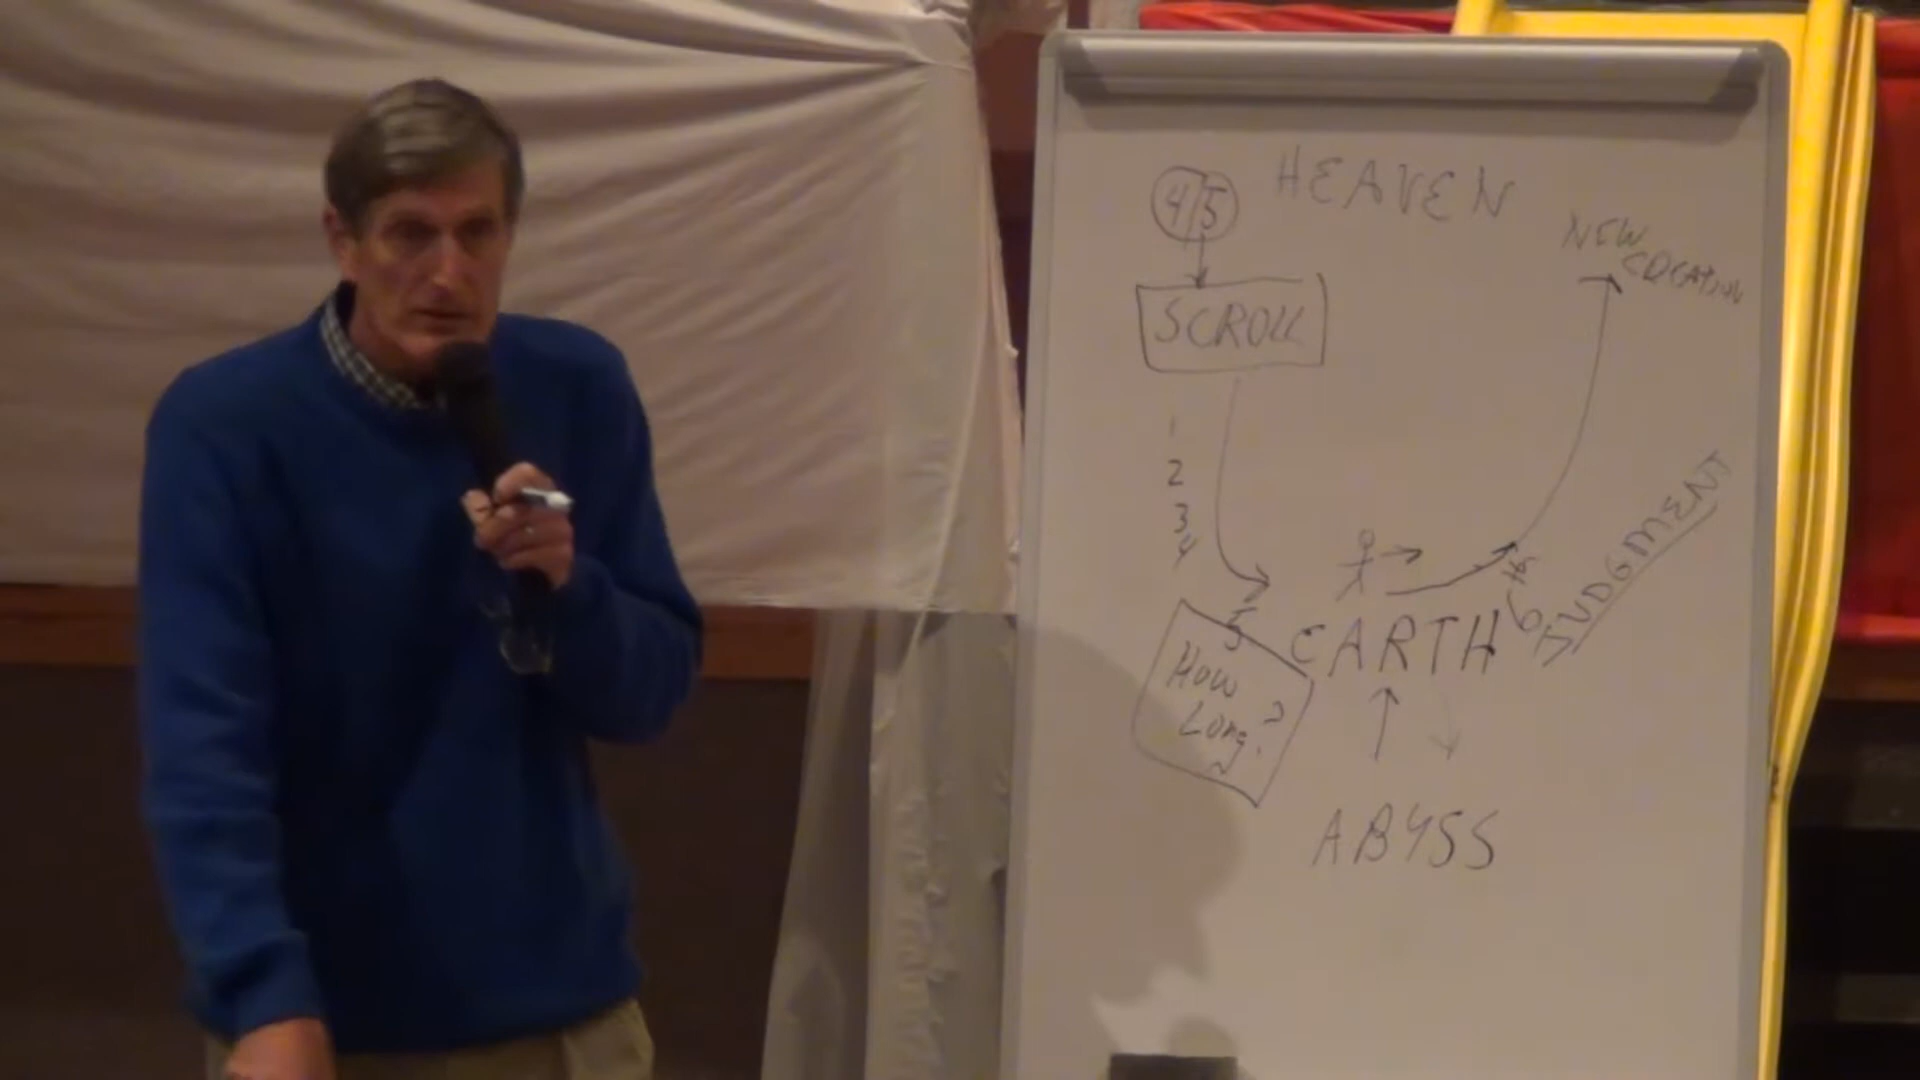 HEAVEN
4/5
NEW
CREATION
SCROLL
1
2
3
4
5
How
Long?
EARTH
6
JUDGMENT
ABYSS